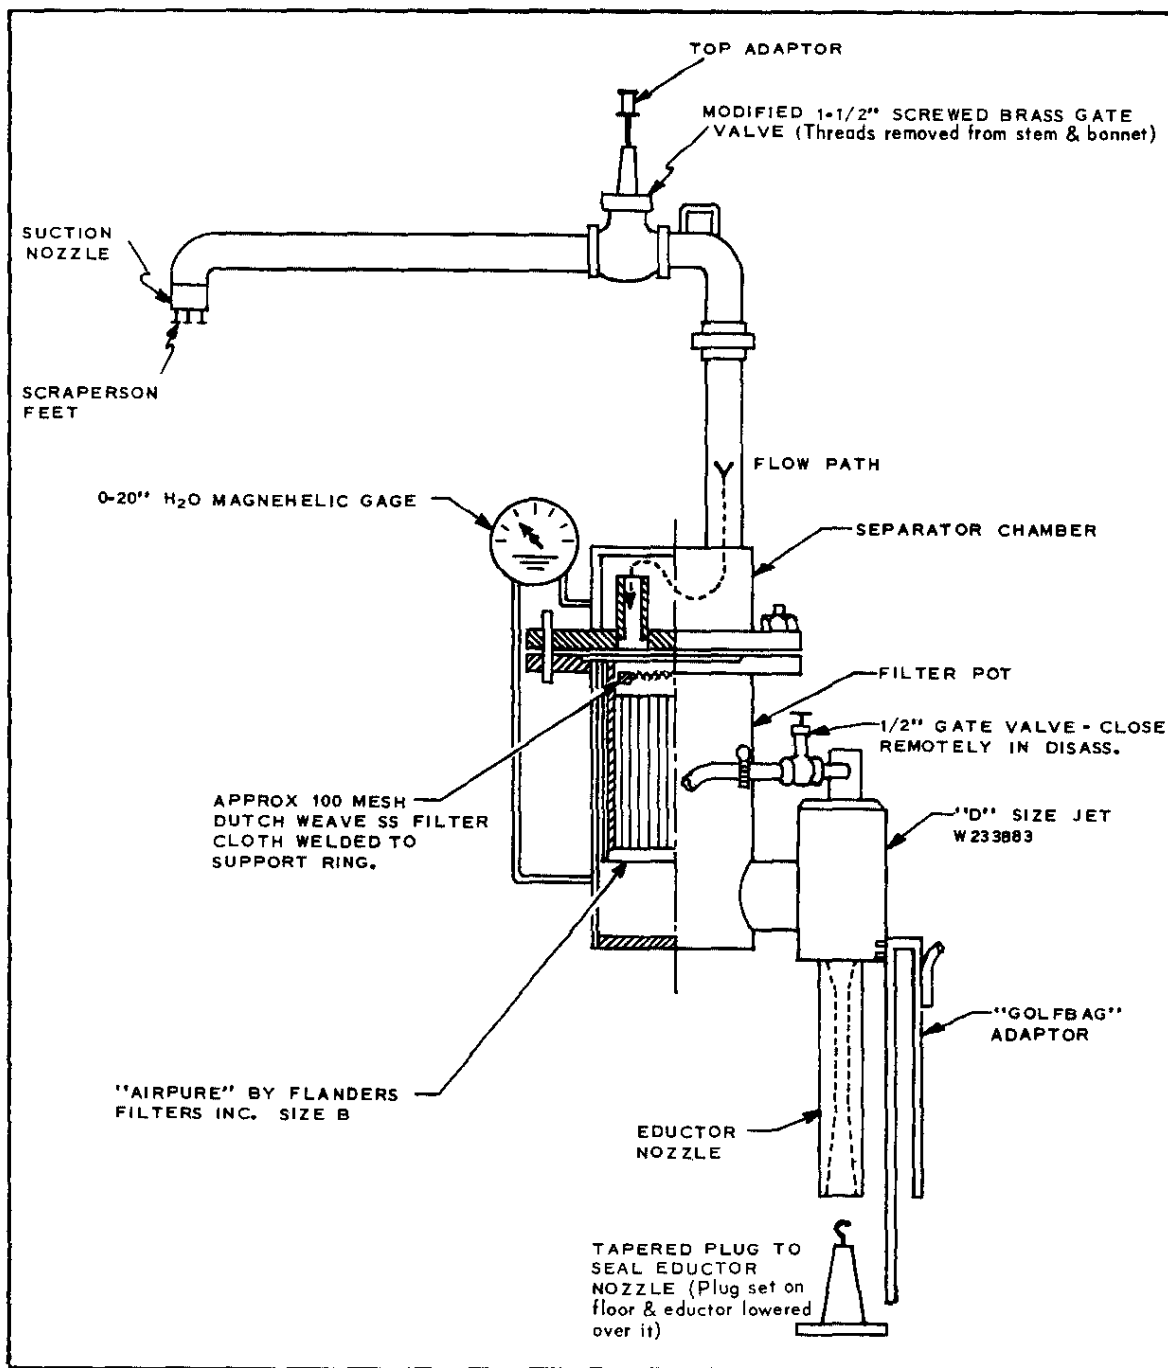 TOP ADAPTOR
MODIFIED 1-1/2" SCREWED BRASS GATE
VALVE (Threads removed from stem & bonnet)
SUCTION
NOZZLE
SCRAPERSON
FEET
FLOW PATH
0-20" H₂O MAGNEHELIC GAGE
SEPARATOR CHAMBER
FILTER POT
1/2" GATE VALVE - CLOSE
REMOTELY IN DISASS.
APPROX 100 MESH
DUTCH WEAVE SS FILTER
CLOTH WELDED TO
SUPPORT RING.
"D" SIZE JET
W233883
"GOLFBAG"
ADAPTOR
"AIRPURE" BY FLANDERS
FILTERS INC. SIZE B
EDUCTOR
NOZZLE
TAPERED PLUG TO
SEAL EDUCTOR
NOZZLE (Plug set on
floor & eductor lowered
over it)